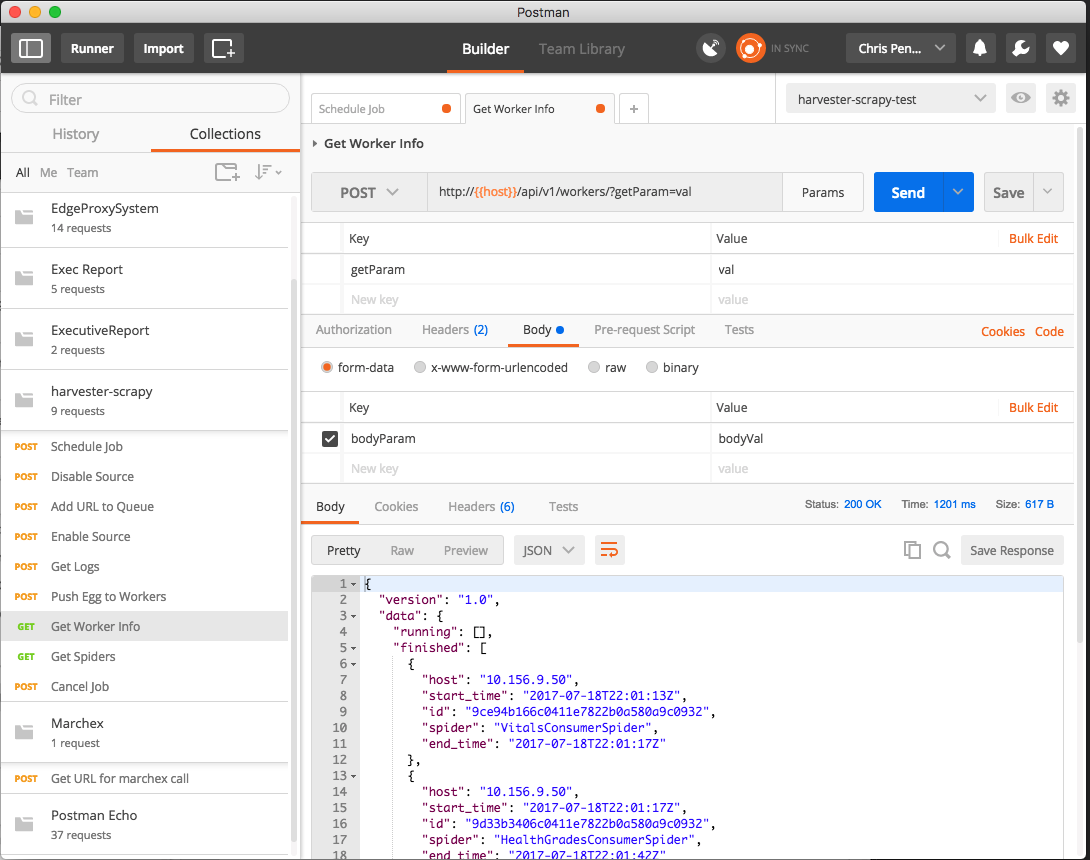 Postman
Runner
Import
Builder
Team Library
IN SYNC
Chris Pen...
Filter
History
Collections
All Me Team
EdgeProxySystem
14 requests
Exec Report
5 requests
ExecutiveReport
2 requests
harvester-scrapy
9 requests
POST Schedule Job
POST Disable Source
POST Add URL to Queue
POST Enable Source
POST Get Logs
POST Push Egg to Workers
GET Get Worker Info
GET Get Spiders
POST Cancel Job
Marchex
1 request
POST Get URL for marchex call
Postman Echo
37 requests
Schedule Job
Get Worker Info
+
harvester-scrapy-test
Get Worker Info
POST http://{{host}}/api/v1/workers/?getParam=val Params Send Save
Key Value Bulk Edit
getParam val
New key value
Authorization Headers (2) Body Pre-request Script Tests Cookies Code
form-data x-www-form-urlencoded raw binary
Key Value Bulk Edit
bodyParam bodyVal
New key value
Body Cookies Headers (6) Tests Status: 200 OK Time: 1201 ms Size: 617 B
Pretty Raw Preview JSON Save Response
1 {
2 "version": "1.0",
3 "data": {
4 "running": [],
5 "finished": [
6 {
7 "host": "10.156.9.50",
8 "start_time": "2017-07-18T22:01:13Z",
9 "id": "9ce94b166c0411e7822b0a580a9c0932",
10 "spider": "VitalsConsumerSpider",
11 "end_time": "2017-07-18T22:01:17Z"
12 },
13 {
14 "host": "10.156.9.50",
15 "start_time": "2017-07-18T22:01:17Z",
16 "id": "9d33b3406c0411e7822b0a580a9c0932",
17 "spider": "HealthGradesConsumerSpider",
18 "end_time": "2017-07-18T22:01:42Z"